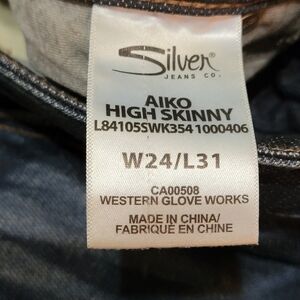 Silver
JEANS CO.
AIKO
HIGH SKINNY
L84105SWK354 1000406
W24/L31
CA00508
WESTERN GLOVE WORKS
MADE IN CHINA/
FABRIQUÉ EN CHINE